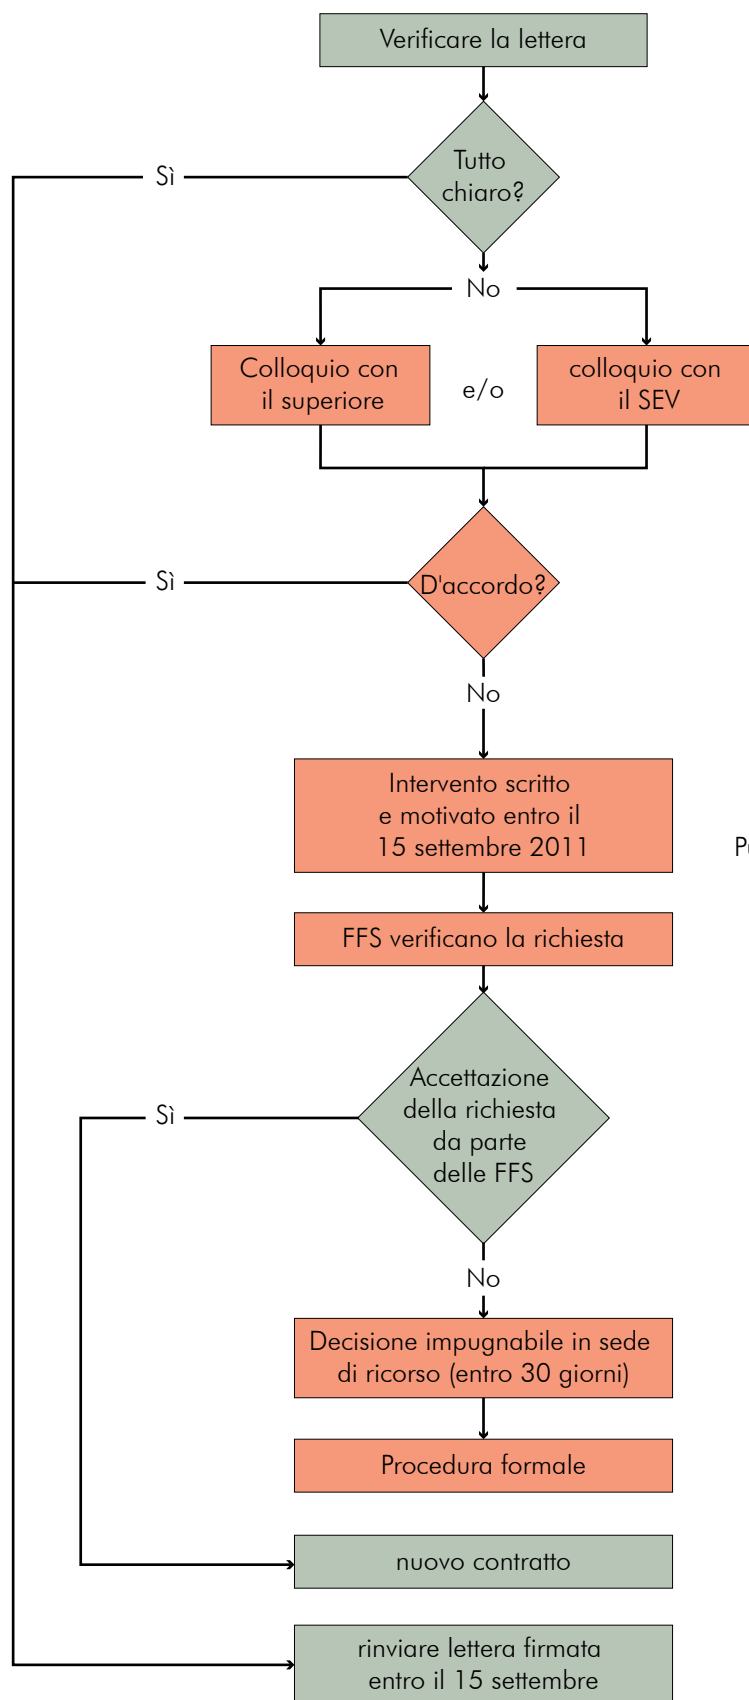 Verificare la lettera
Tutto
chiaro?
Sì
No
Colloquio con
il superiore
e/o
colloquio con
il SEV
Sì
D'accordo?
No
Intervento scritto
e motivato entro il
15 settembre 2011
FFS verificano la richiesta
Accettazione
della richiesta
da parte
delle FFS
Sì
No
Decisione impugnabile in sede
di ricorso (entro 30 giorni)
Procedura formale
nuovo contratto
rinviare lettera firmata
entro il 15 settembre